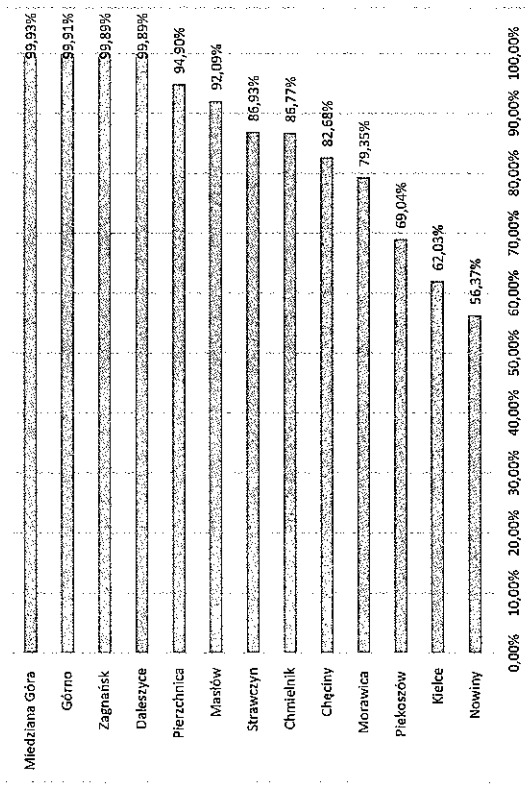 Miedziana Góra 99,93%
Górno 99,91%
Zagnańsk 99,89%
Daleszyce 99,89%
Pierzchnica 94,90%
Masłów 92,09%
Strawczyn 86,93%
Chmielnik 86,77%
Chęciny 82,68%
Morawica 79,35%
Piekoszów 69,04%
Kielce 62,03%
Nowiny 56,37%
0,00% 10,00% 20,00% 30,00% 40,00% 50,00% 60,00% 70,00% 80,00% 90,00% 100,00%